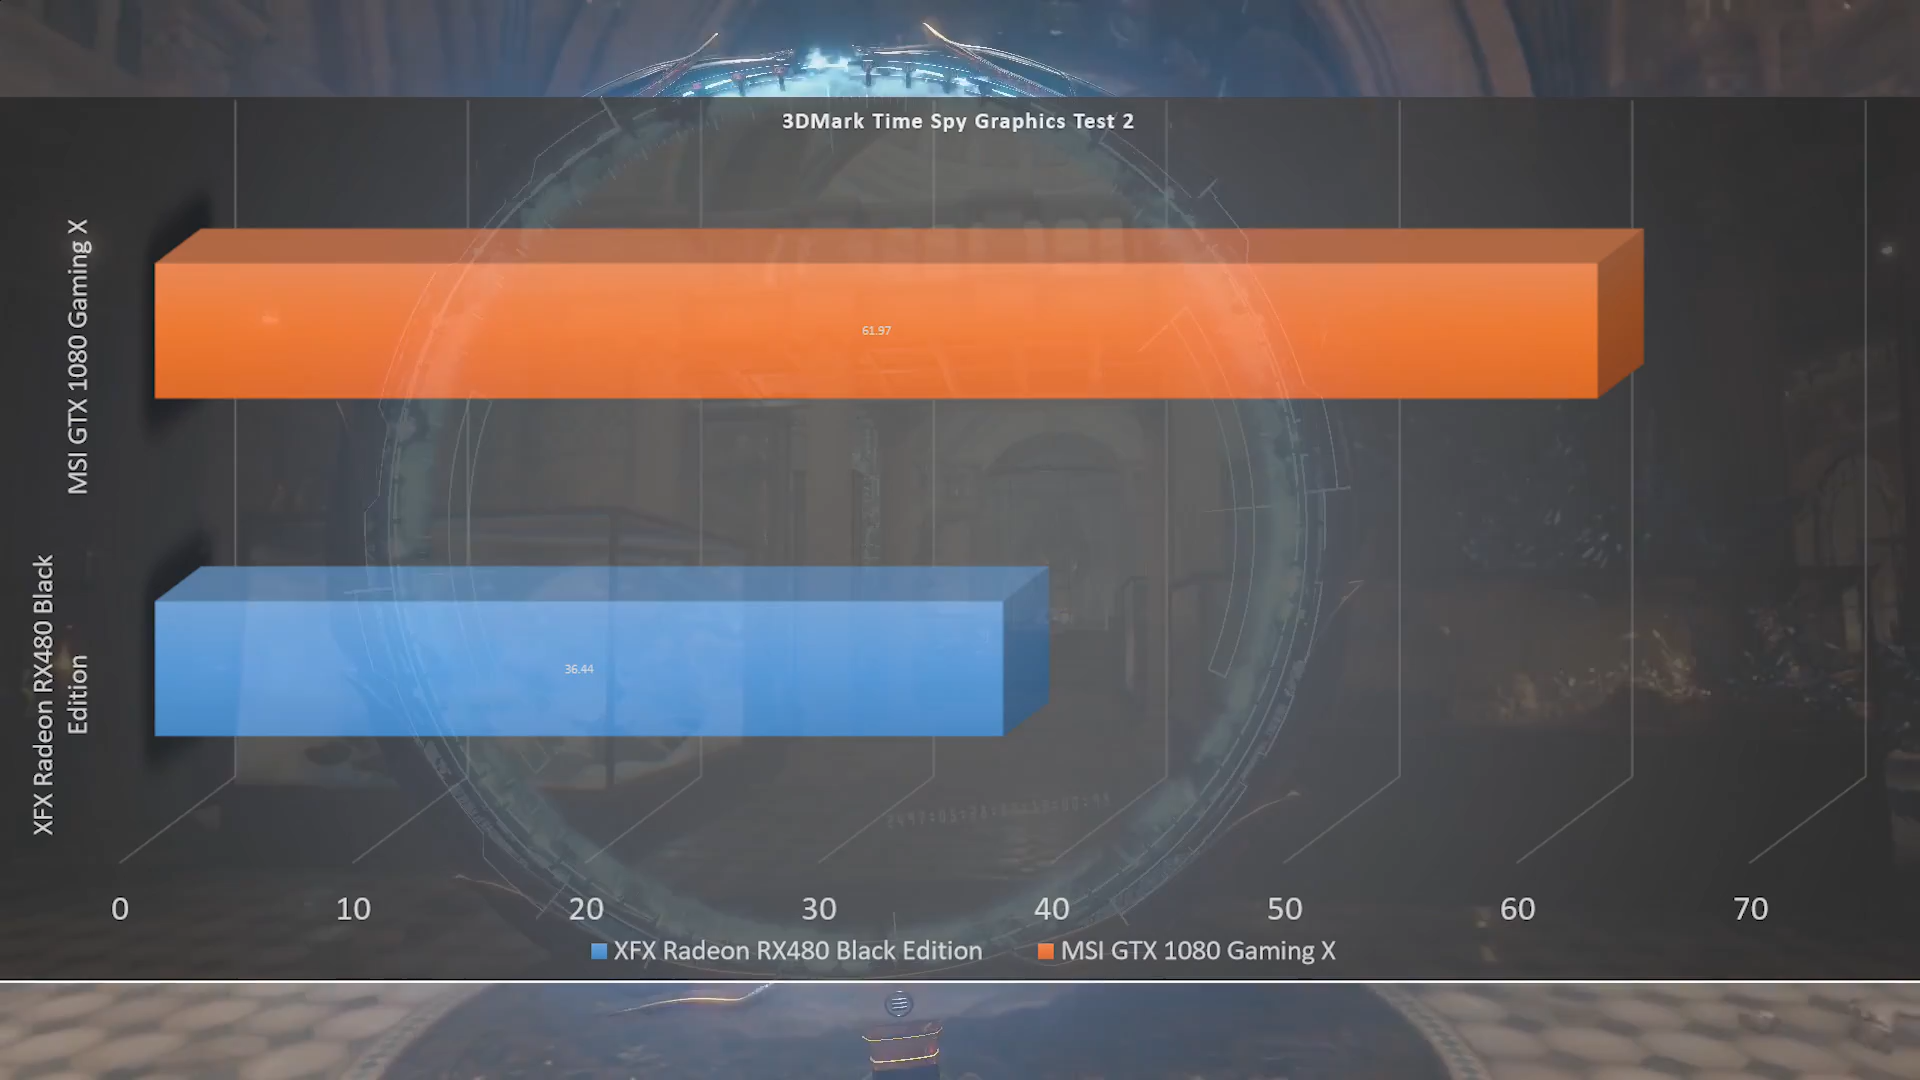 3DMark Time Spy Graphics Test 2
MSI GTX 1080 Gaming X
61.97
XFX Radeon RX480 Black
Edition
36.44
0 10 20 30 40 50 60 70
XFX Radeon RX480 Black Edition MSI GTX 1080 Gaming X